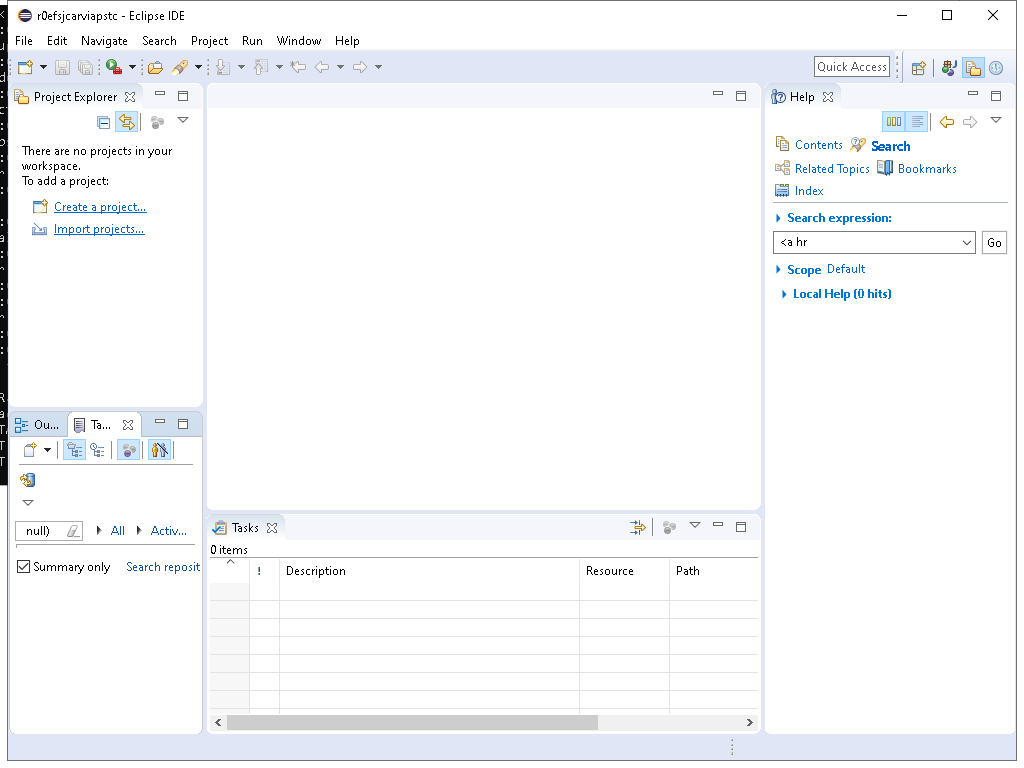 r0efsjcarviapstc - Eclipse IDE
File Edit Navigate Search Project Run Window Help
Quick Access
Project Explorer
There are no projects in your
workspace.
To add a project:
Create a project...
Import projects...
Help
Contents Search
Related Topics Bookmarks
Index
Search expression:
<a hr Go
Scope Default
Local Help (0 hits)
Ou... Ta...
null) All Activ...
Summary only Search reposit
Tasks
0 items
! Description Resource Path